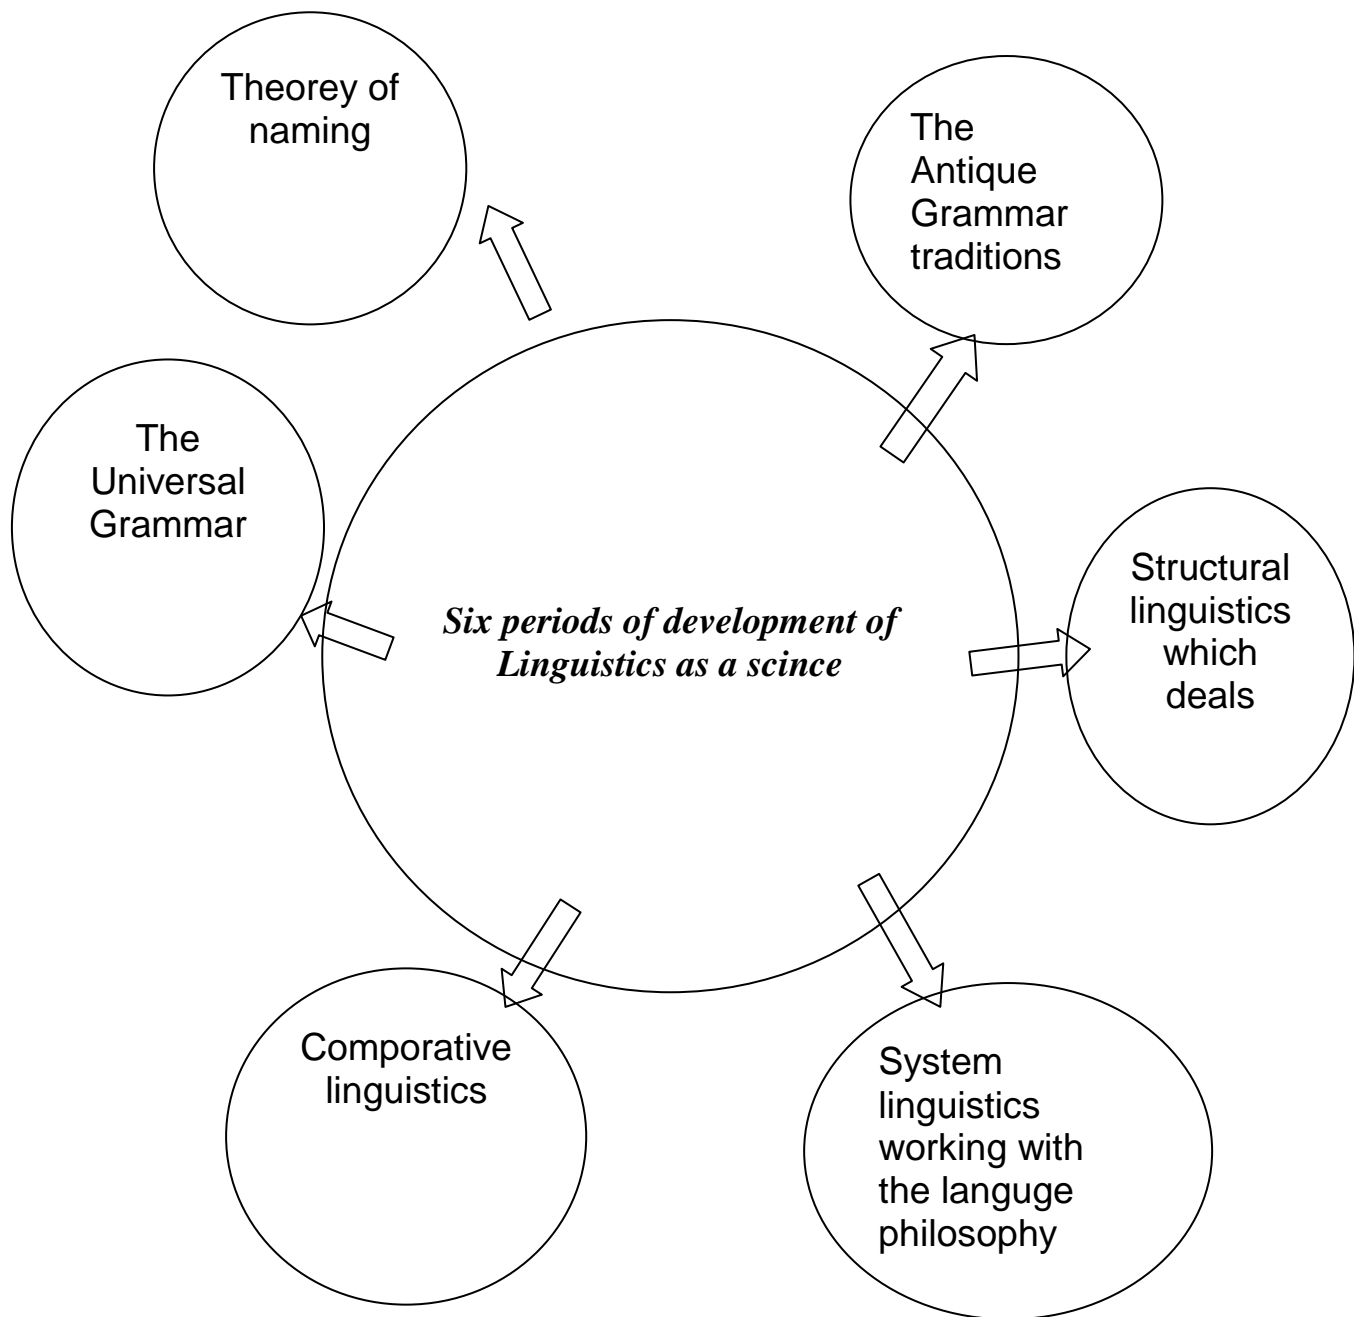 Theorey of
naming
The
Antique
Grammar
traditions
The
Universal
Grammar
Structural
linguistics
which
deals
Six periods of development of
Linguistics as a scince
Comporative
linguistics
System
linguistics
working with
the languge
philosophy